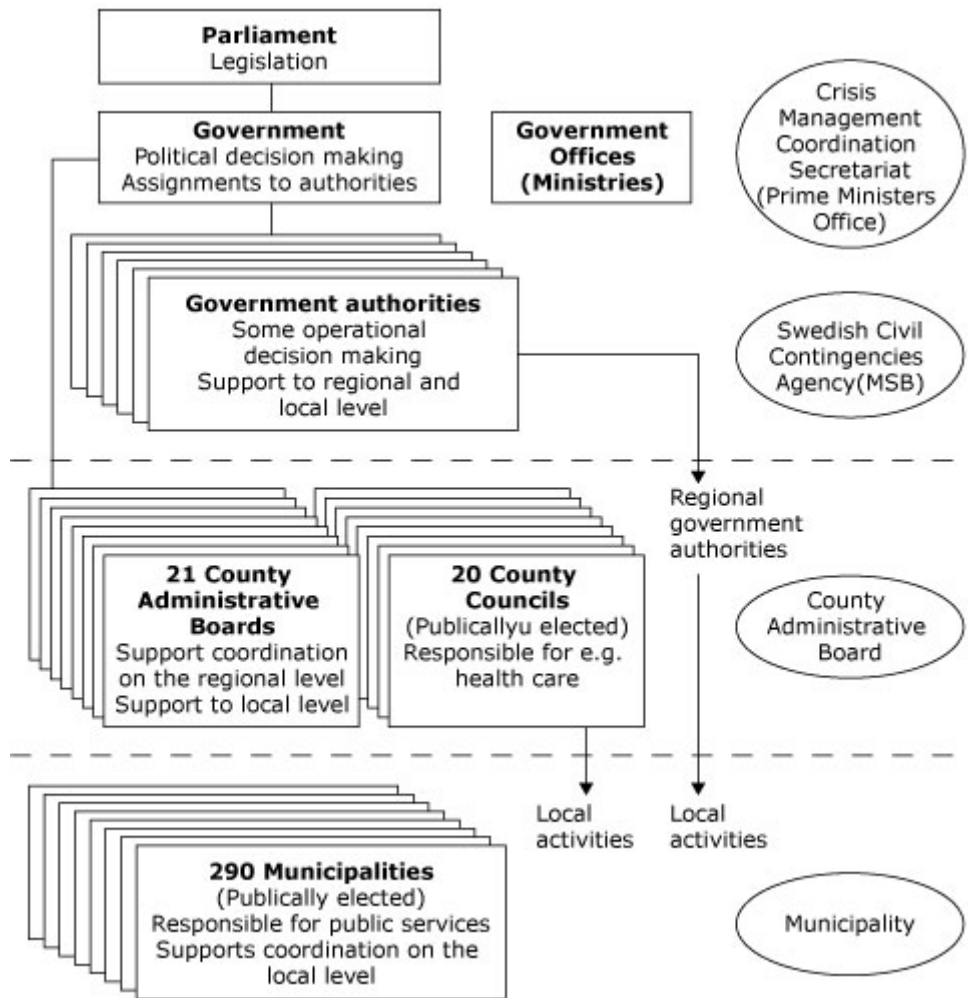 Parliament
Legislation
Government
Political decision making
Assignments to authorities
Government
Offices
(Ministries)
Crisis
Management
Coordination
Secretariat
(Prime Ministers
Office)
Government authorities
Some operational
decision making
Support to regional and
local level
Swedish Civil
Contingencies
Agency(MSB)
21 County
Administrative
Boards
Support coordination
on the regional level
Support to local level
20 County
Councils
(Publicallyu elected)
Responsible for e.g.
health care
Regional
government
authorities
County
Administrative
Board
Local
activities
Local
activities
290 Municipalities
(Publically elected)
Responsible for public services
Supports coordination on the
local level
Municipality